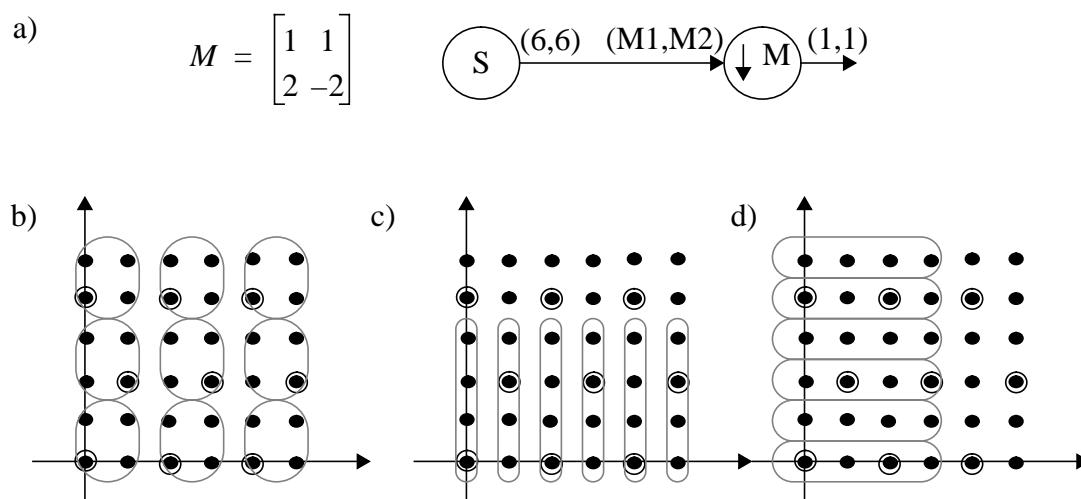 a)
M = [1 1
2 –2]
S
(6,6)
(M1,M2)
M
(1,1)
b)
c)
d)